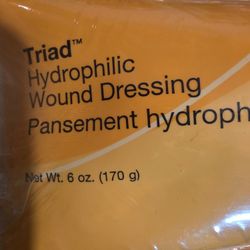 Triad™
Hydrophilic
Wound Dressing
Pansement hydroph
Net Wt. 6 oz. (170 g)